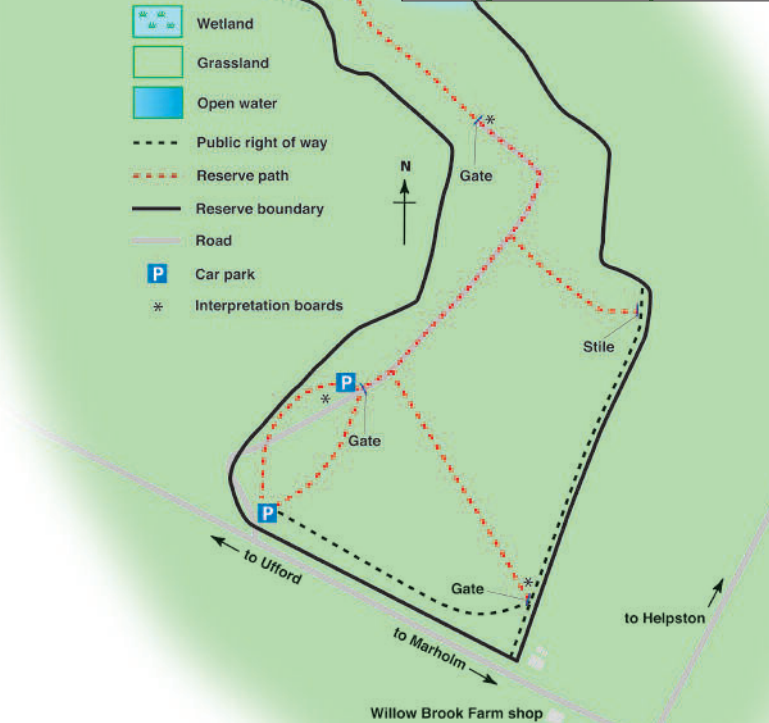 Wetland
Grassland
Open water
Public right of way
Reserve path
Reserve boundary
Road
P Car park
* Interpretation boards
N
*
Gate
Stile
P
*
Gate
P
to Ufford
*
Gate
to Marholm
to Helpston
Willow Brook Farm shop